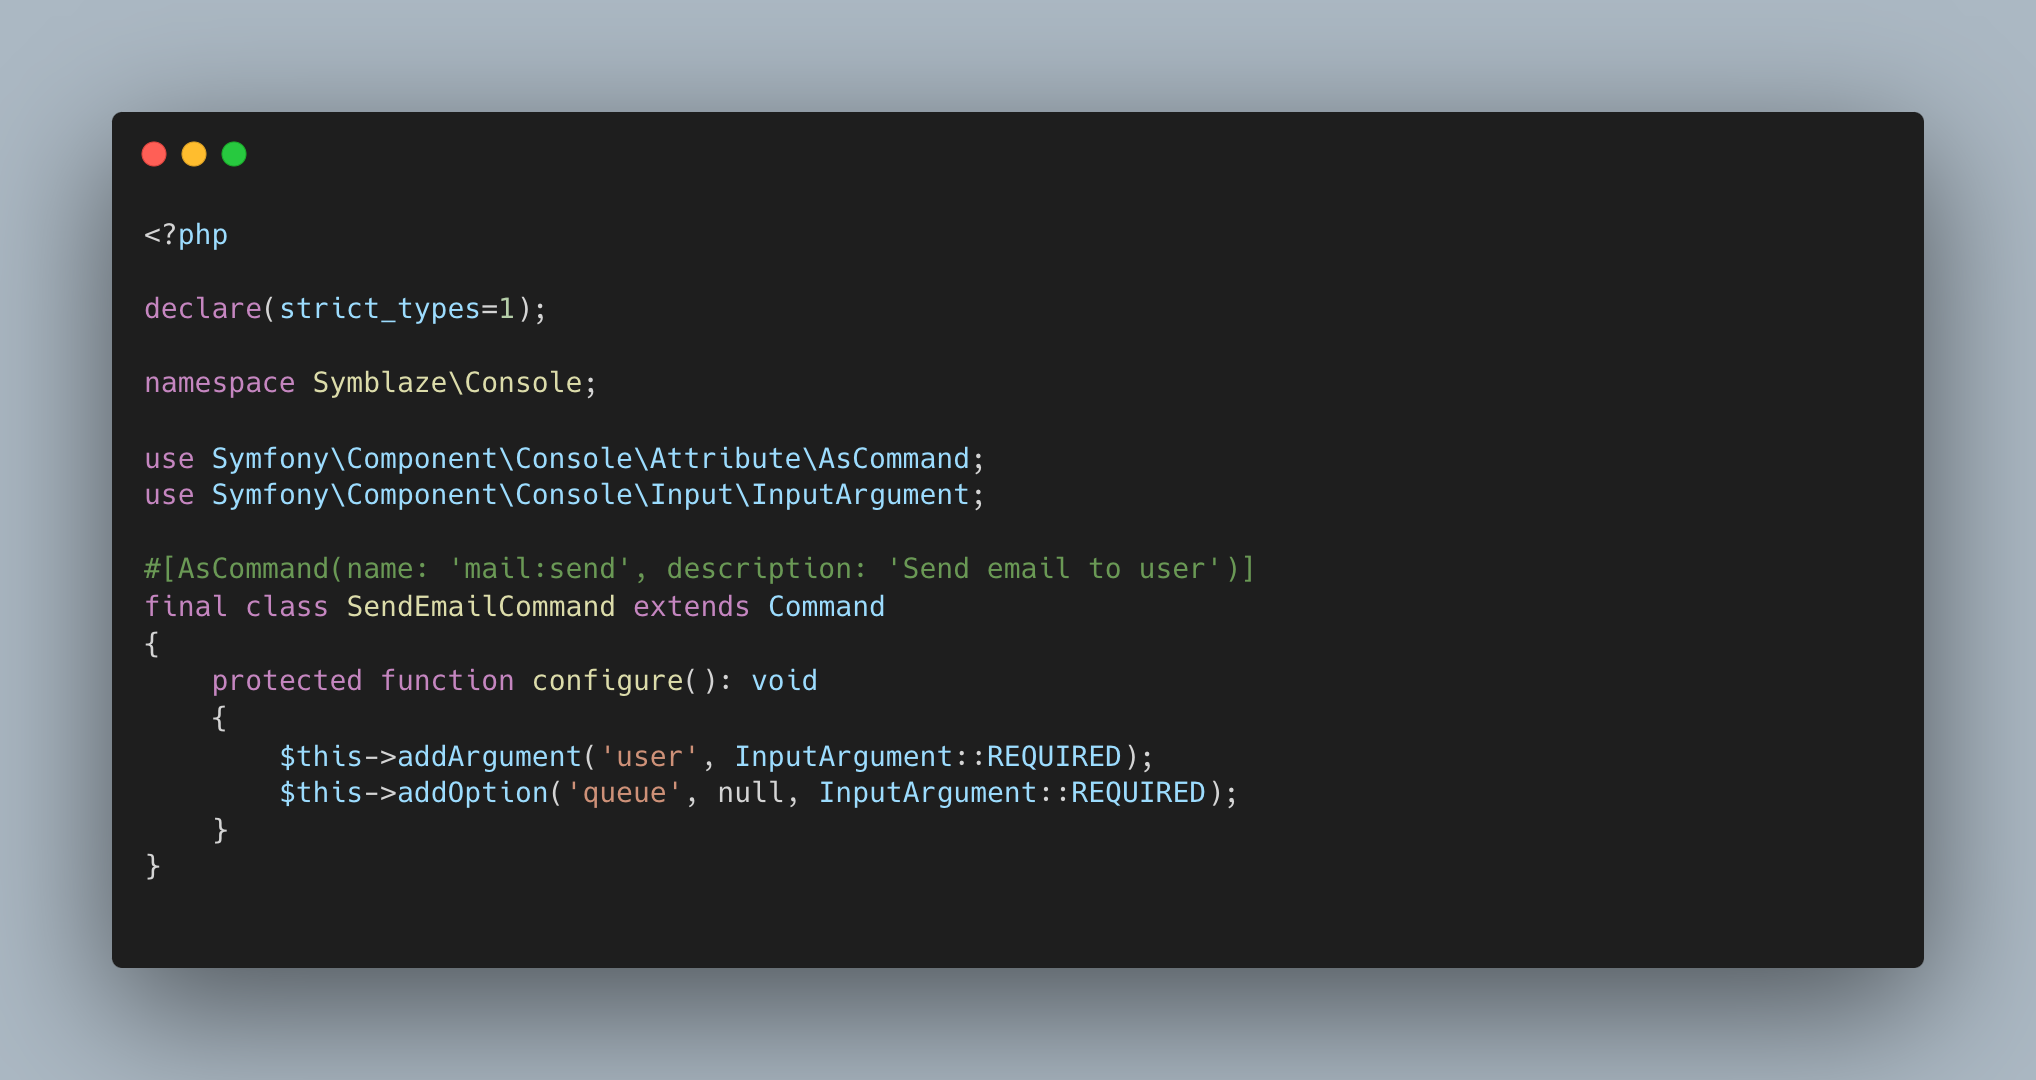 <?php
declare(strict_types=1);
namespace Symblaze\Console;
use Symfony\Component\Console\Attribute\AsCommand;
use Symfony\Component\Console\Input\InputArgument;
#[AsCommand(name: 'mail:send', description: 'Send email to user')]
final class SendEmailCommand extends Command
{
    protected function configure(): void
    {
        $this->addArgument('user', InputArgument::REQUIRED);
        $this->addOption('queue', null, InputArgument::REQUIRED);
    }
}